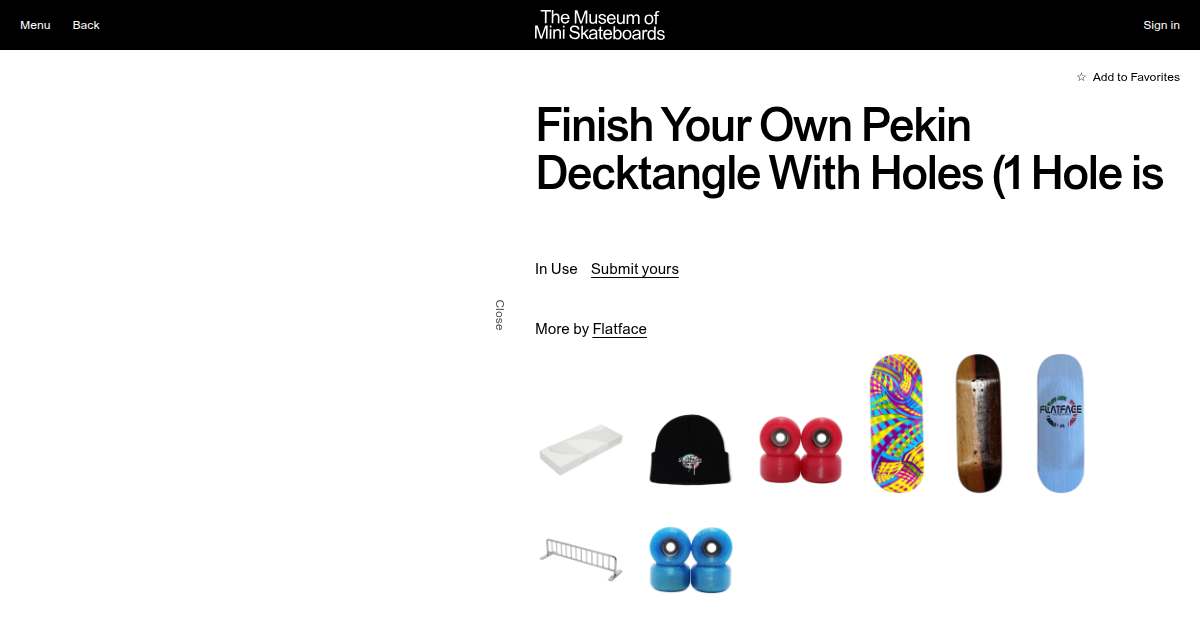 Menu
Back
The Museum of
Mini Skateboards
Sign in
☆ Add to Favorites
Finish Your Own Pekin
Decktangle With Holes (1 Hole is
In Use Submit yours
Close
More by Flatface
FLATFACE